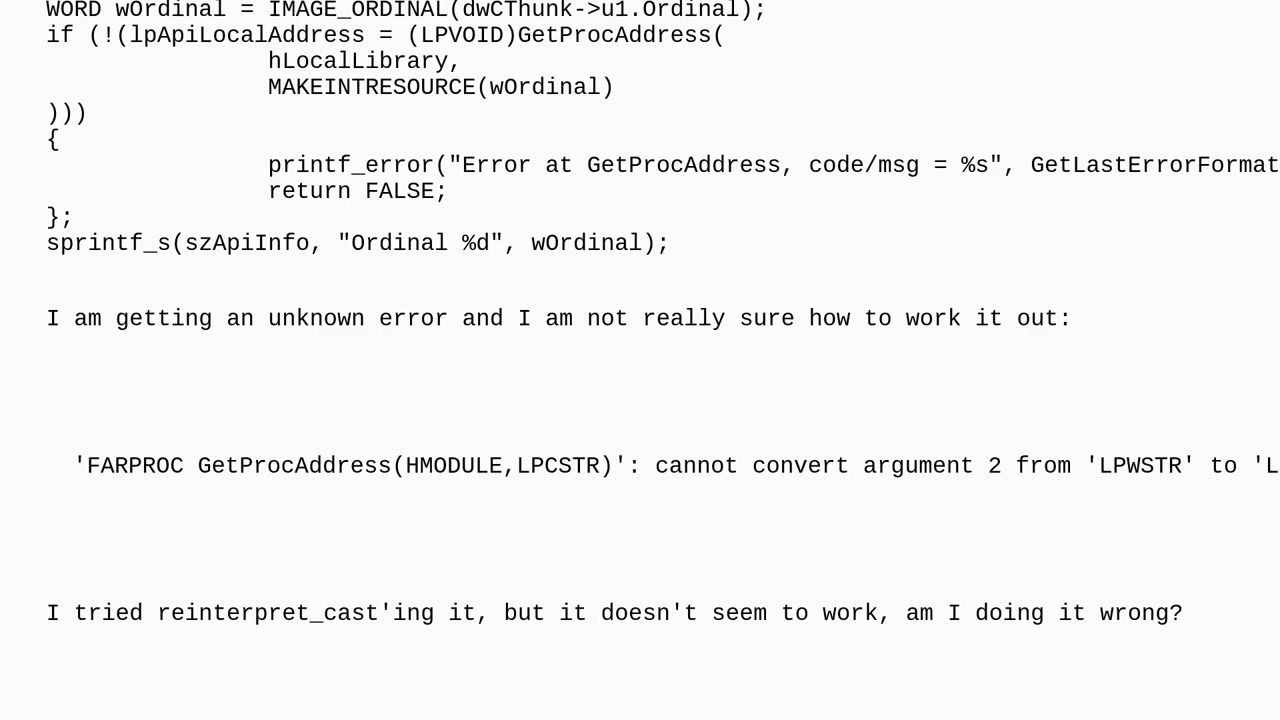 WORD wOrdinal = IMAGE_ORDINAL(dwCThunk->u1.Ordinal);
if (!(lpApiLocalAddress = (LPVOID)GetProcAddress(
hLocalLibrary,
MAKEINTRESOURCE(wOrdinal)
)))
{
printf_error("Error at GetProcAddress, code/msg = %s", GetLastErrorFormat
return FALSE;
};
sprintf_s(szApiInfo, "Ordinal %d", wOrdinal);
I am getting an unknown error and I am not really sure how to work it out:
'FARPROC GetProcAddress(HMODULE,LPCSTR)': cannot convert argument 2 from 'LPWSTR' to 'L
I tried reinterpret_cast'ing it, but it doesn't seem to work, am I doing it wrong?